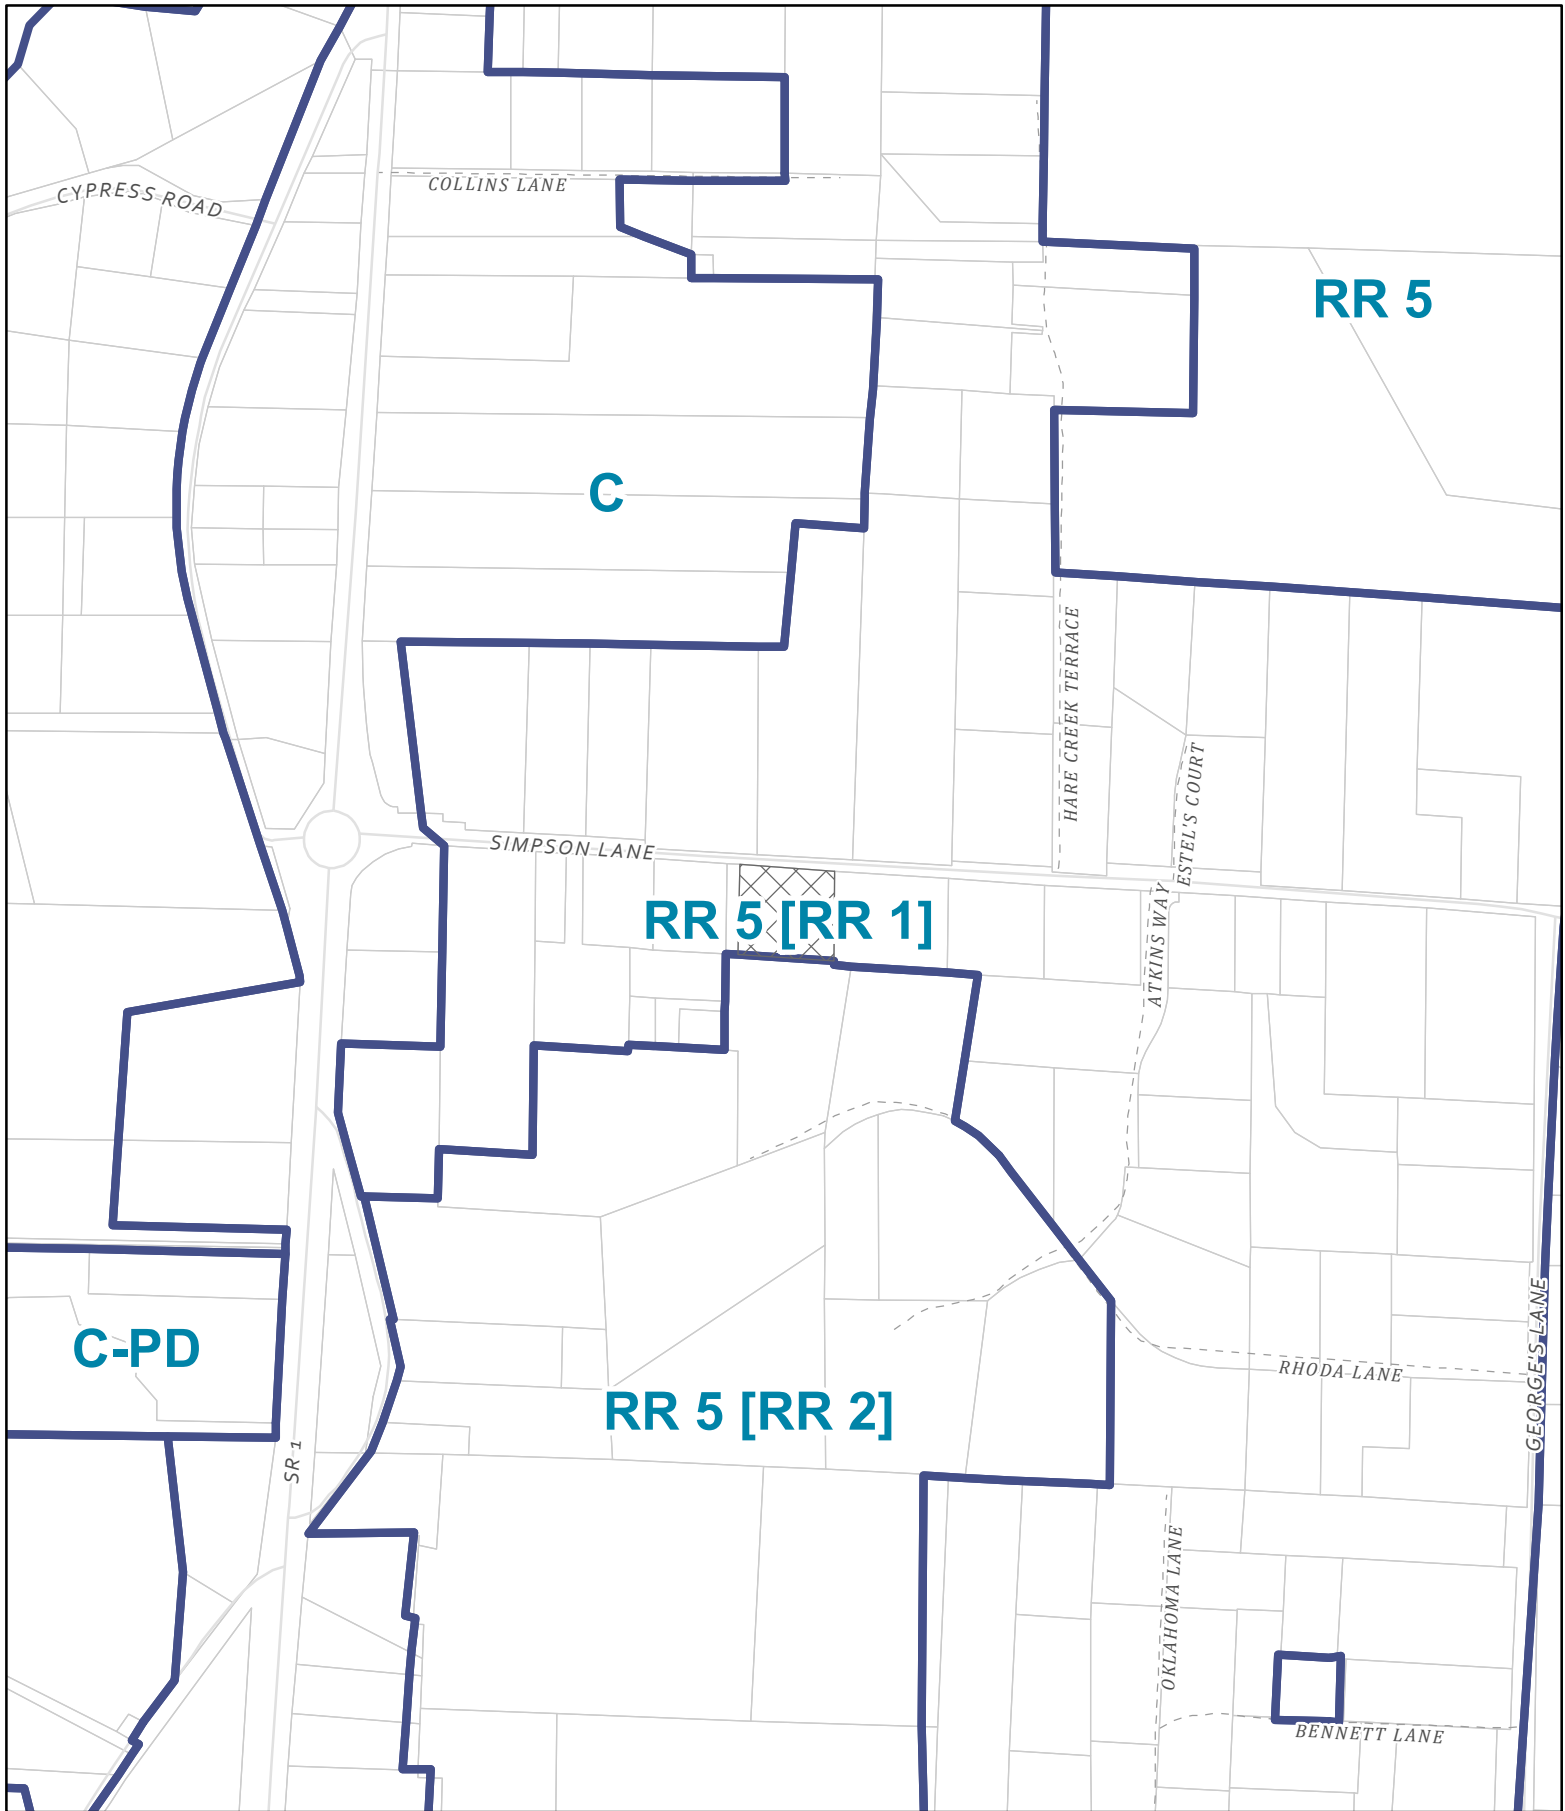 CYPRESS ROAD
COLLINS LANE
RR 5
C
HARE CREEK TERRACE
ESTEL'S COURT
SIMPSON LANE
RR 5 [RR 1]
ATKINS WAY
C-PD
GEORGE'S LANE
RHODA LANE
RR 5 [RR 2]
SR 1
OKLAHOMA LANE
BENNETT LANE